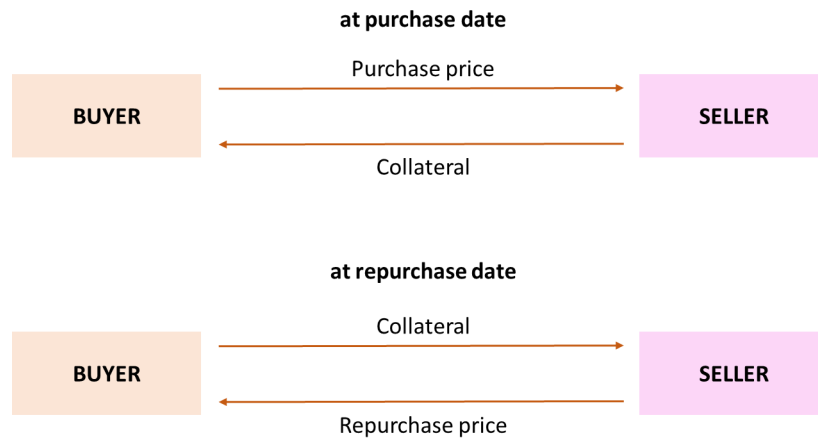 at purchase date
Purchase price
BUYER
SELLER
Collateral
at repurchase date
Collateral
BUYER
SELLER
Repurchase price